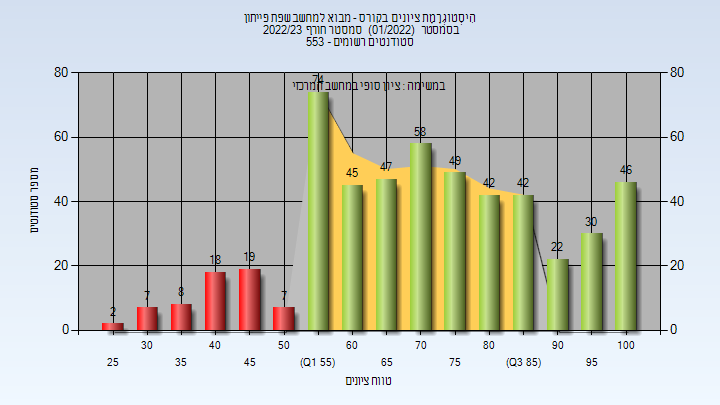 היסטוגרמת ציונים בקורס - מבוא למחשב שפת פייתון
בסמסטר (01/2022) סמסטר חורף 2022/23
סטודנטים רשומים - 553
במשימה : ציון סופי במחשב המרכזי
80 80
60 60
40 40
20 20
0 0
מספר סטודנטים
2 7 8 18 19 7 74 45 47 58 49 42 42 22 30 46
30 40 50 60 70 80 90 100
25 35 45 (Q1 55) 65 75 (Q3 85) 95
טווח ציונים